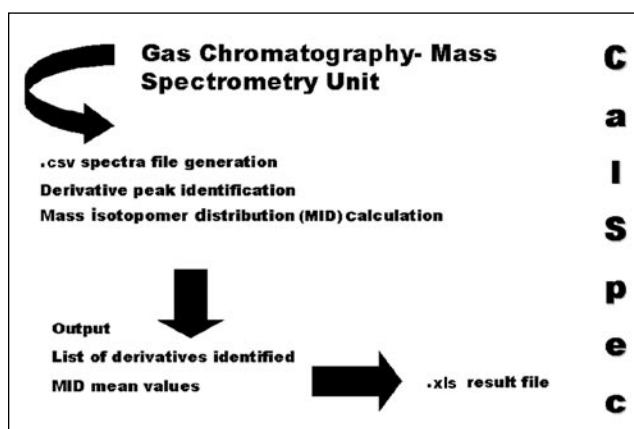 Gas Chromatography- Mass
Spectrometry Unit
.csv spectra file generation
Derivative peak identification
Mass isotopomer distribution (MID) calculation
Output
List of derivatives identified
MID mean values
.xls result file
C
a
l
S
p
e
c